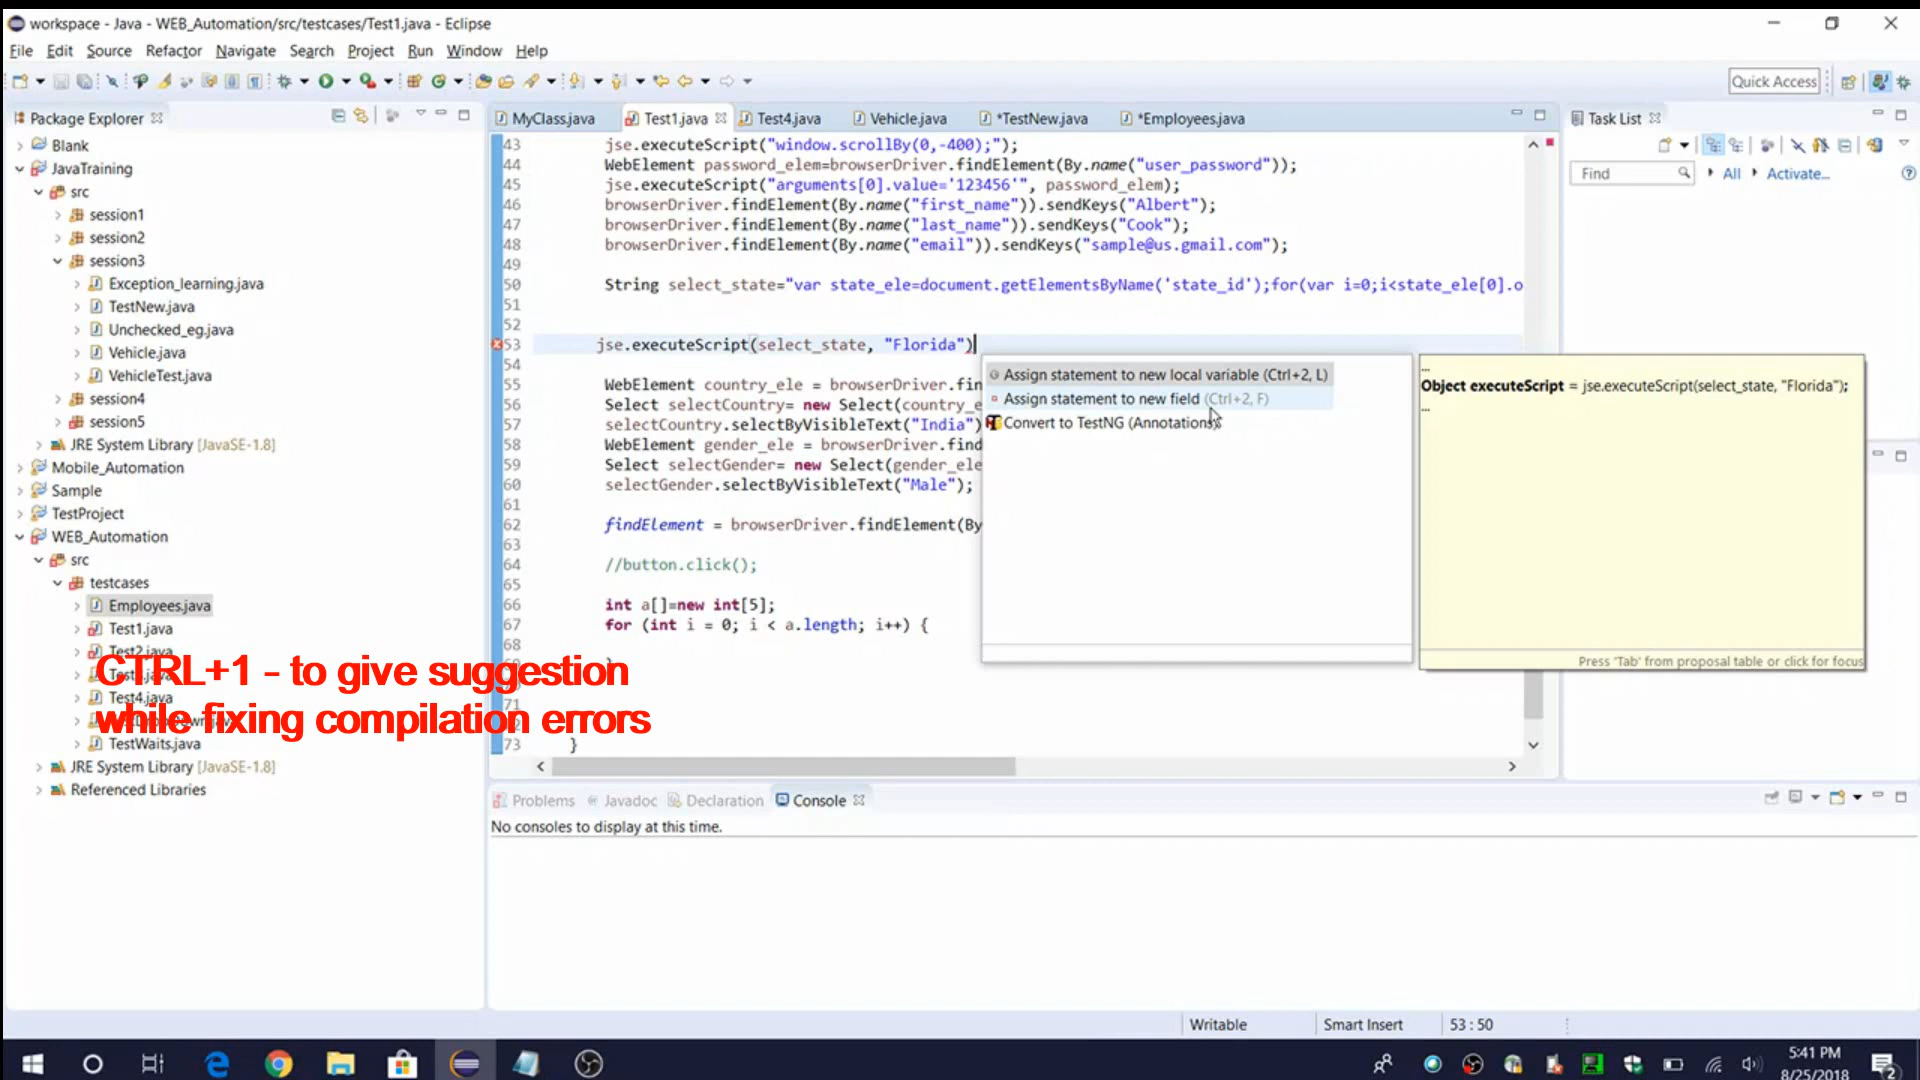 workspace - Java - WEB_Automation/src/testcases/Test1.java - Eclipse
File Edit Source Refactor Navigate Search Project Run Window Help
Quick Access
Package Explorer
Blank
JavaTraining
src
session1
session2
session3
Exception_learning.java
TestNew.java
Unchecked_eg.java
Vehicle.java
VehicleTest.java
session4
session5
JRE System Library [JavaSE-1.8]
Mobile_Automation
Sample
TestProject
WEB_Automation
src
testcases
Employees.java
Test1.java
Test2.java
Test4.java
TestWaits.java
JRE System Library [JavaSE-1.8]
Referenced Libraries
CTRL+1 - to give suggestion
while fixing compilation errors
MyClass.java Test1.java Test4.java Vehicle.java *TestNew.java *Employees.java
43 jse.executeScript("window.scrollBy(0,-400);");
44 WebElement password_elem=browserDriver.findElement(By.name("user_password"));
45 jse.executeScript("arguments[0].value='123456'", password_elem);
46 browserDriver.findElement(By.name("first_name")).sendKeys("Albert");
47 browserDriver.findElement(By.name("last_name")).sendKeys("Cook");
48 browserDriver.findElement(By.name("email")).sendKeys("sample@us.gmail.com");
49
50 String select_state="var state_ele=document.getElementsByName('state_id');for(var i=0;i<state_ele[0].o
51
52
53 jse.executeScript(select_state, "Florida")
54
55 WebElement country_ele = browserDriver.fin
56 Select selectCountry= new Select(country_e
57 selectCountry.selectByVisibleText("India")
58 WebElement gender_ele = browserDriver.find
59 Select selectGender= new Select(gender_ele
60 selectGender.selectByVisibleText("Male");
61
62 findElement = browserDriver.findElement(By
63
64 //button.click();
65
66 int a[]=new int[5];
67 for (int i = 0; i < a.length; i++) {
68
71
73 }
Assign statement to new local variable (Ctrl+2, L)
Assign statement to new field (Ctrl+2, F)
Convert to TestNG (Annotations)
...
Object executeScript = jse.executeScript(select_state, "Florida");
...
Press 'Tab' from proposal table or click for focus
Task List
Find All Activate...
Problems Javadoc Declaration Console
No consoles to display at this time.
Writable Smart Insert 53 : 50
5:41 PM
8/25/2018
2